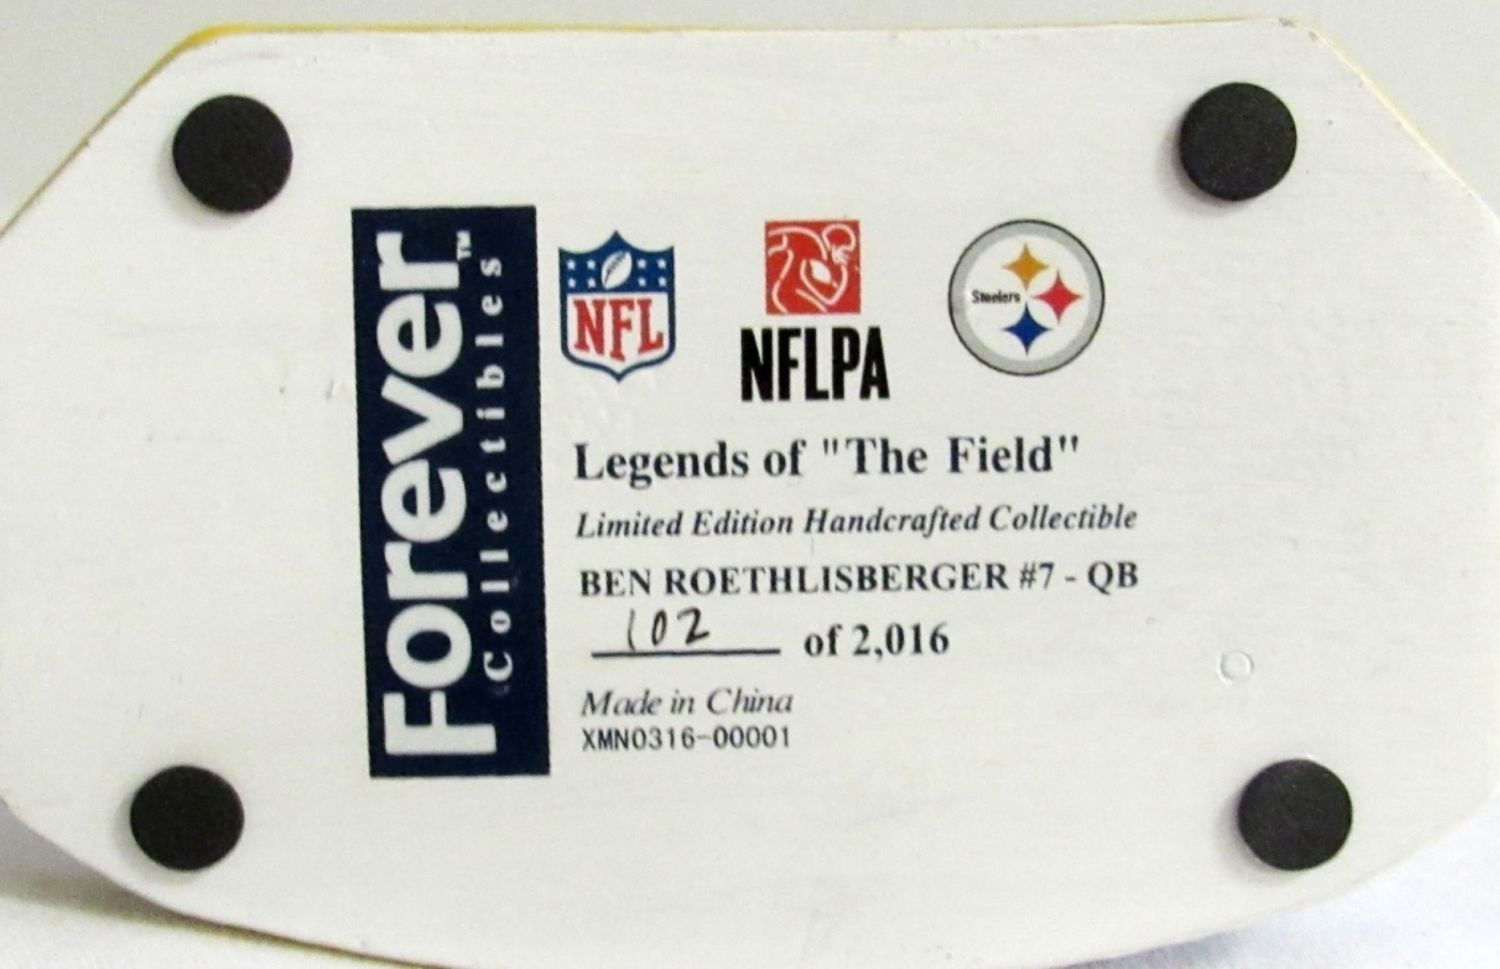 Forever™
Collectibles
NFL
NFLPA
Steelers
Legends of "The Field"
Limited Edition Handcrafted Collectible
BEN ROETHLISBERGER #7 - QB
102 of 2,016
Made in China
XMN0316-00001